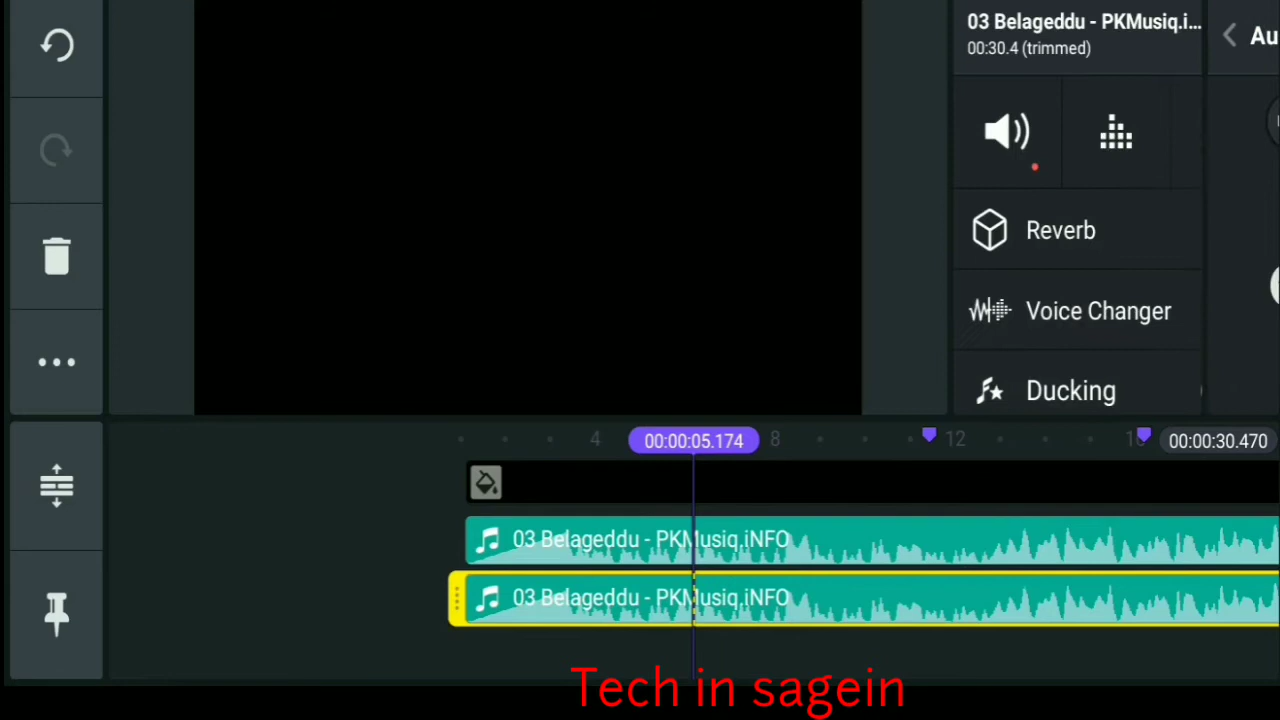 03 Belageddu - PKMusiq.i...
00:30.4 (trimmed)
Au
Reverb
Voice Changer
Ducking
4
00:00:05.174
8
12
00:00:30.470
03 Belageddu - PKMusiq.iNFO
03 Belageddu - PKMusiq.iNFO
Tech in sagein